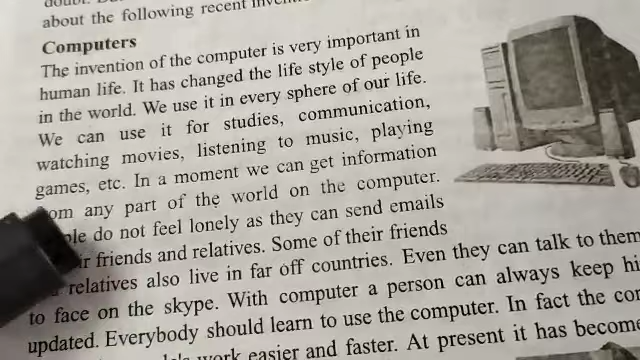 about the following recent
Computers
The invention of the computer is very important in
human life. It has changed the life style of people
in the world. We use it in every sphere of our life.
We can use it for studies, communication,
watching movies, listening to music, playing
games, etc. In a moment we can get information
any part of the world on the computer.
do not feel lonely as they can send emails
friends and relatives. Some of their friends
relatives also live in far off countries. Even they can talk to them
to face on the skype. With computer a person can always keep
updated. Everybody should learn to use the computer. In fact the
work easier and faster. At present it has become